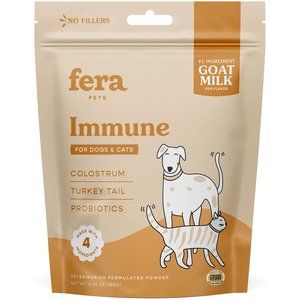 NO FILLERS
fera
PETS
#1 INGREDIENT
GOAT
MILK
FOR FLAVOR
Immune
FOR DOGS & CATS
COLOSTRUM
TURKEY TAIL
PROBIOTICS
MADE WITH
4
INGREDIENTS
VETERINARIAN FORMULATED POWDER